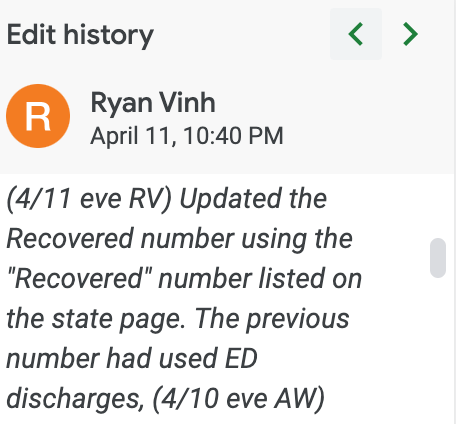 Edit history
R
Ryan Vinh
April 11, 10:40 PM
(4/11 eve RV) Updated the
Recovered number using the
"Recovered" number listed on
the state page. The previous
number had used ED
discharges, (4/10 eve AW)